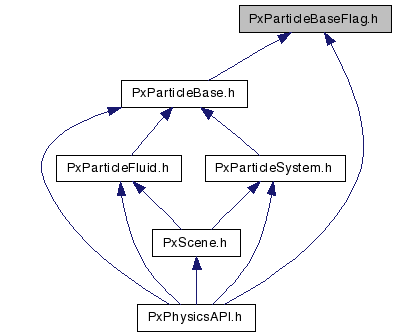 PxParticleBaseFlag.h
PxParticleBase.h
PxParticleFluid.h
PxParticleSystem.h
PxScene.h
PxPhysicsAPI.h